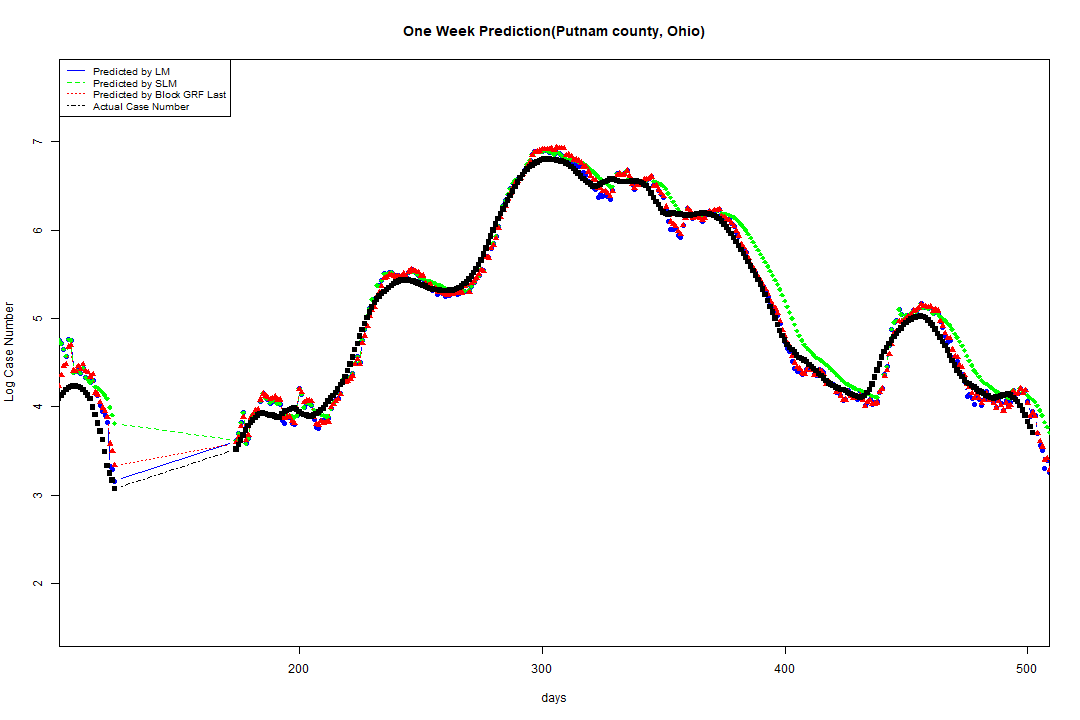 One Week Prediction(Putnam county, Ohio)
Predicted by LM
Predicted by SLM
Predicted by Block GRF Last
Actual Case Number
Log Case Number
7
6
5
4
3
2
200
300
400
500
days